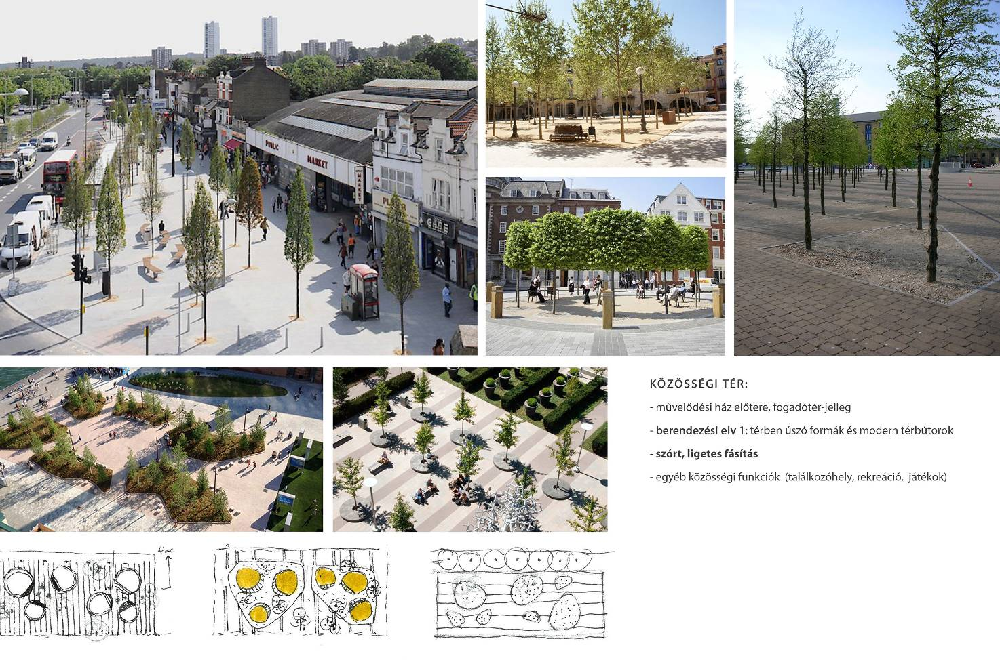 PUBLIC MARKET
MARKET
CAFE
KÖZÖSSÉGI TÉR:
- művelődési ház előtere, fogadótér-jelleg
- berendezési elv 1: térben úszó formák és modern térbútorok
- szórt, ligetes fásítás
- egyéb közösségi funkciók (találkozóhely, rekreáció, játékok)